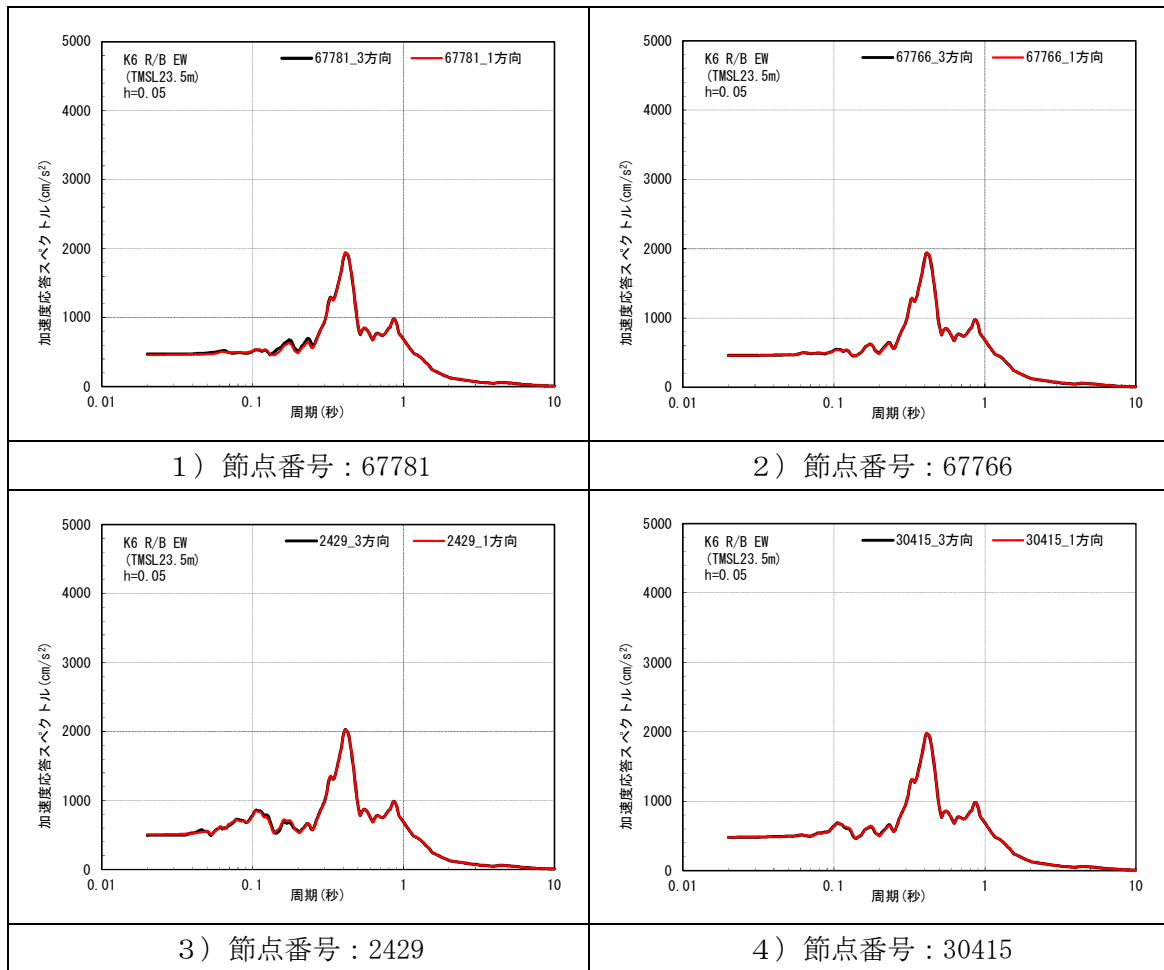 K6 R/B EW
(TMSL23.5m)
h=0.05
67781_3方向
67781_1方向
5000
4000
3000
2000
1000
0
加速度応答スペクトル(cm/s²)
0.01
0.1
1
10
周期(秒)
1）節点番号：67781
K6 R/B EW
(TMSL23.5m)
h=0.05
67766_3方向
67766_1方向
5000
4000
3000
2000
1000
0
加速度応答スペクトル(cm/s²)
0.01
0.1
1
10
周期(秒)
2）節点番号：67766
K6 R/B EW
(TMSL23.5m)
h=0.05
2429_3方向
2429_1方向
5000
4000
3000
2000
1000
0
加速度応答スペクトル(cm/s²)
0.01
0.1
1
10
周期(秒)
3）節点番号：2429
K6 R/B EW
(TMSL23.5m)
h=0.05
30415_3方向
30415_1方向
5000
4000
3000
2000
1000
0
加速度応答スペクトル(cm/s²)
0.01
0.1
1
10
周期(秒)
4）節点番号：30415